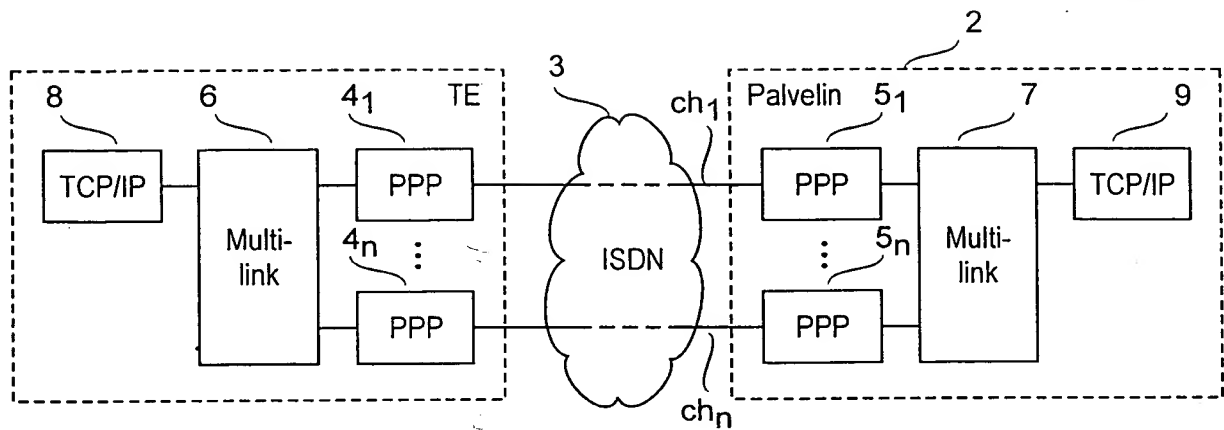 2
3
8 6 4₁ TE
ch₁
Palvelin 5₁ 7 9
TCP/IP
Multi-
link
PPP
4ₙ
PPP
ISDN
PPP
5ₙ
PPP
Multi-
link
TCP/IP
chₙ